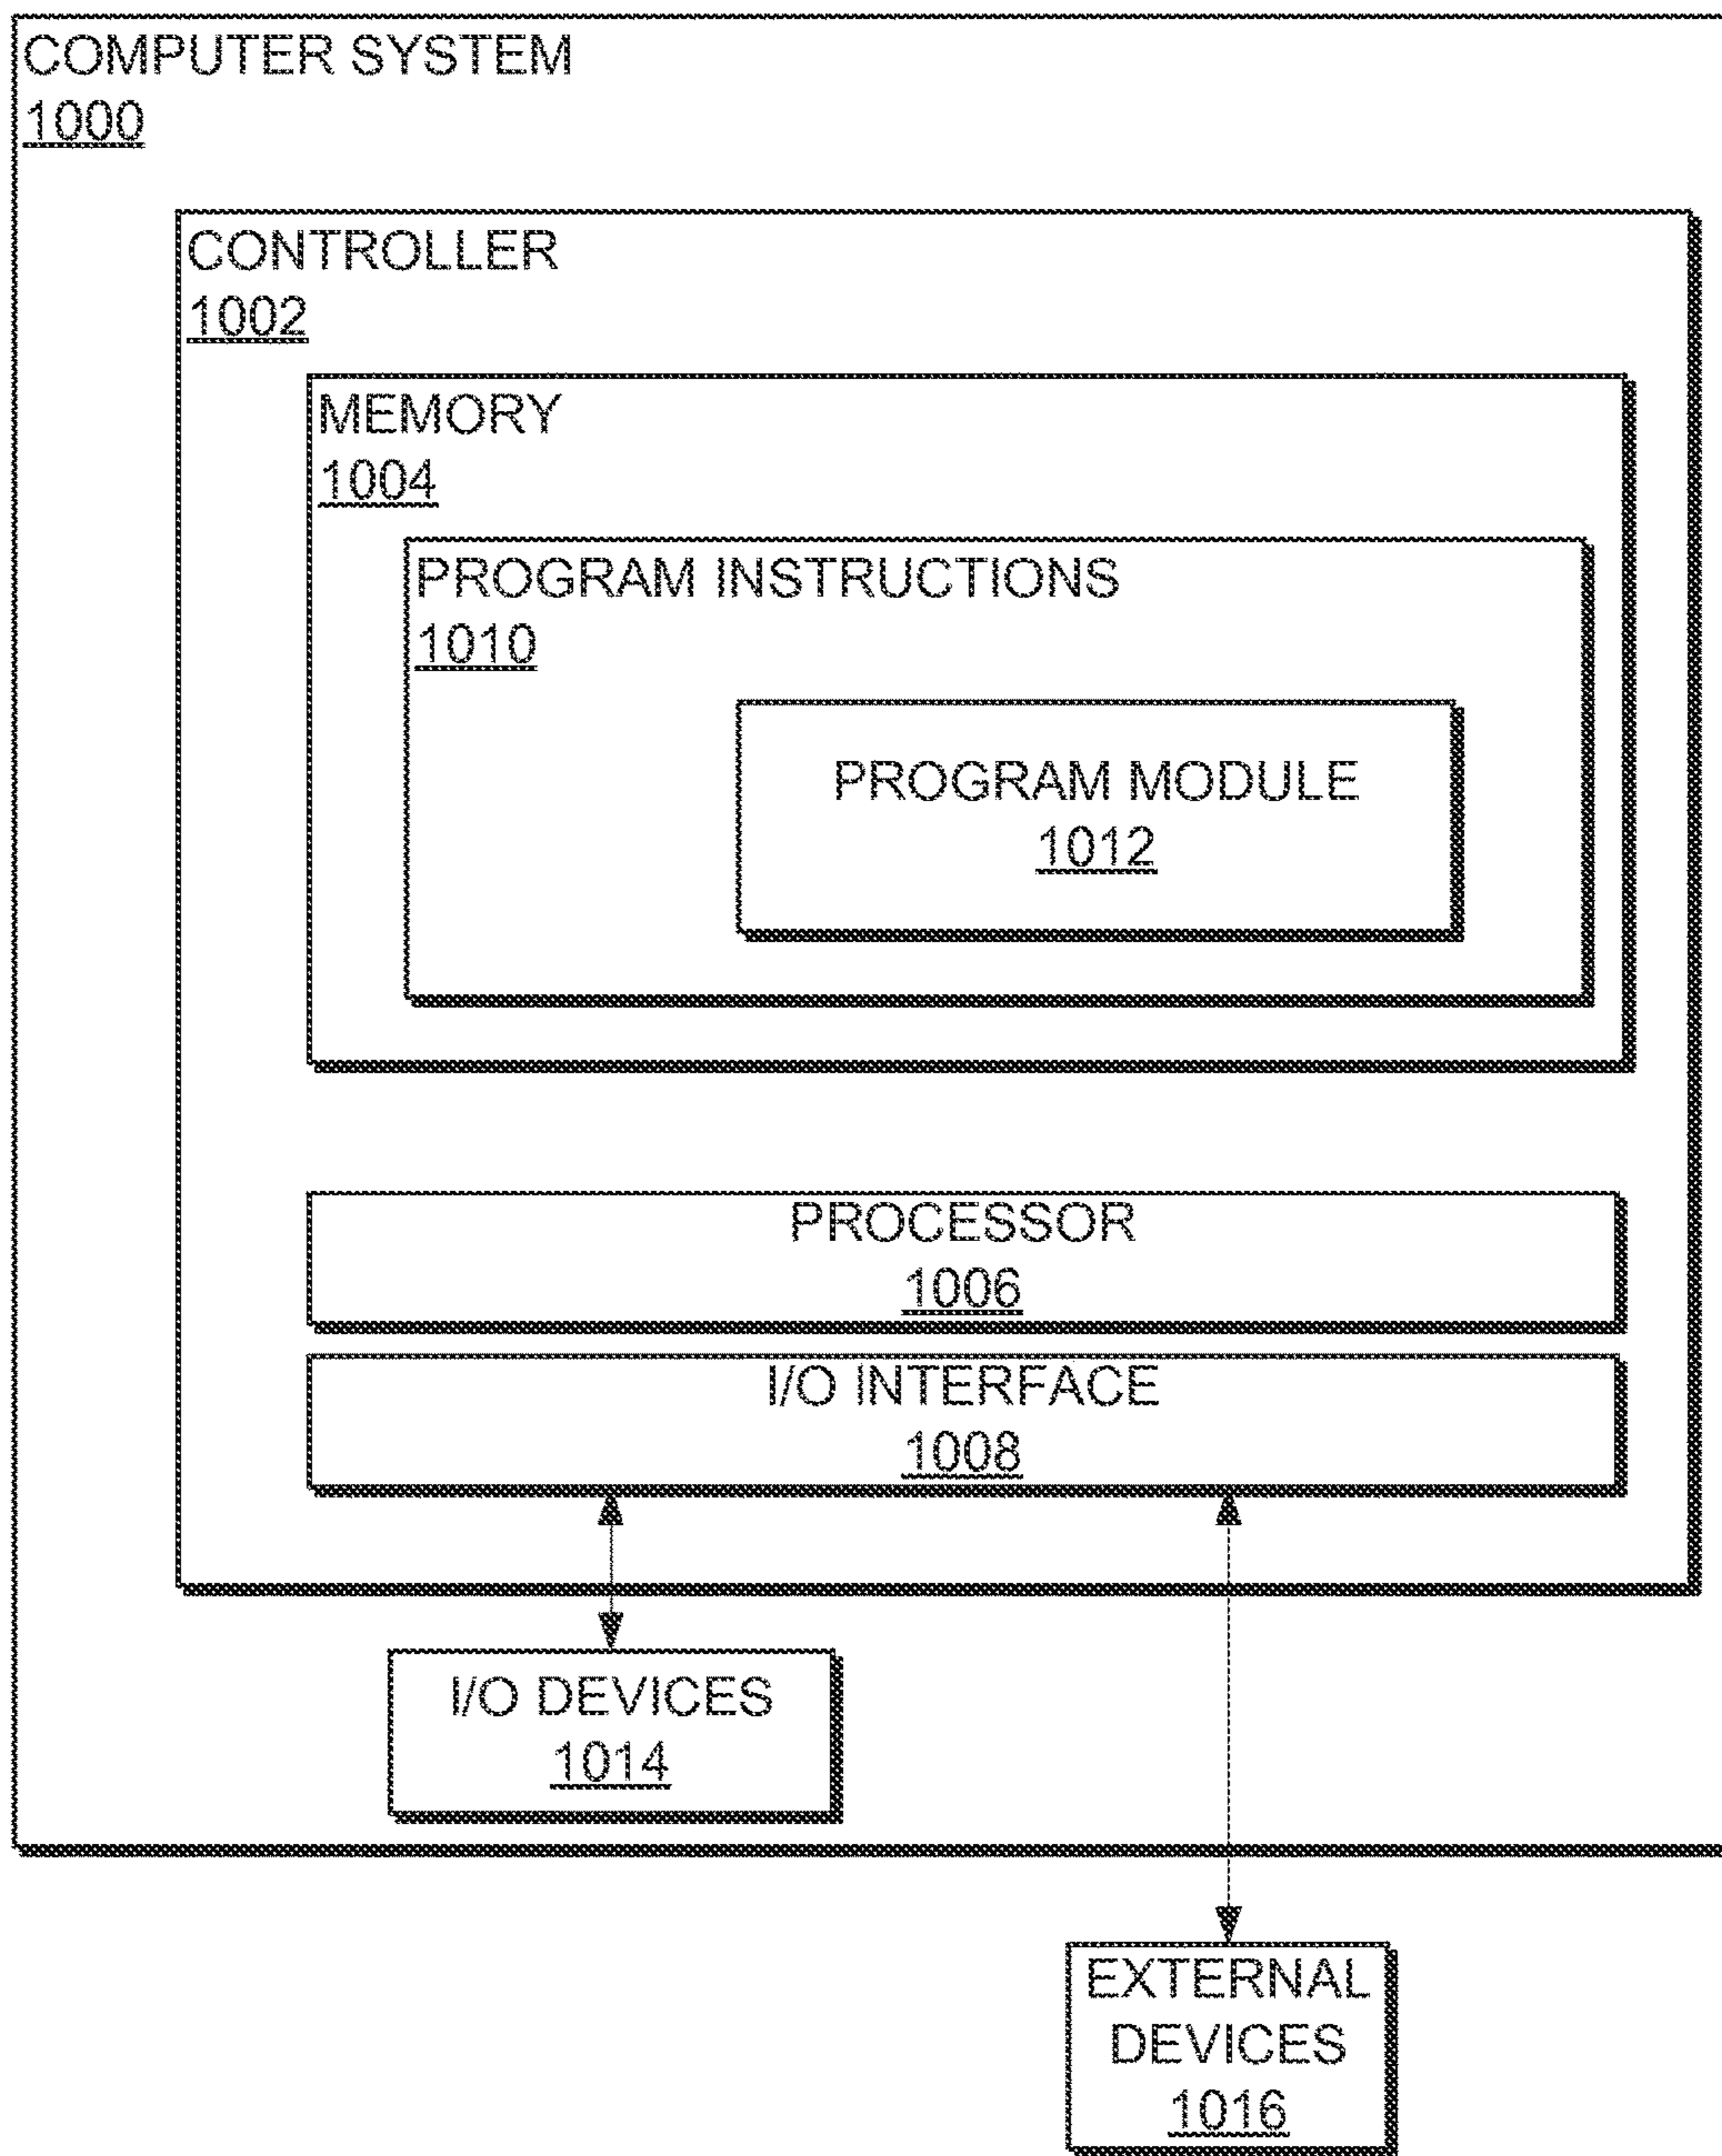 COMPUTER SYSTEM
1000
CONTROLLER
1002
MEMORY
1004
PROGRAM INSTRUCTIONS
1010
PROGRAM MODULE
1012
PROCESSOR
1006
I/O INTERFACE
1008
I/O DEVICES
1014
EXTERNAL
DEVICES
1016